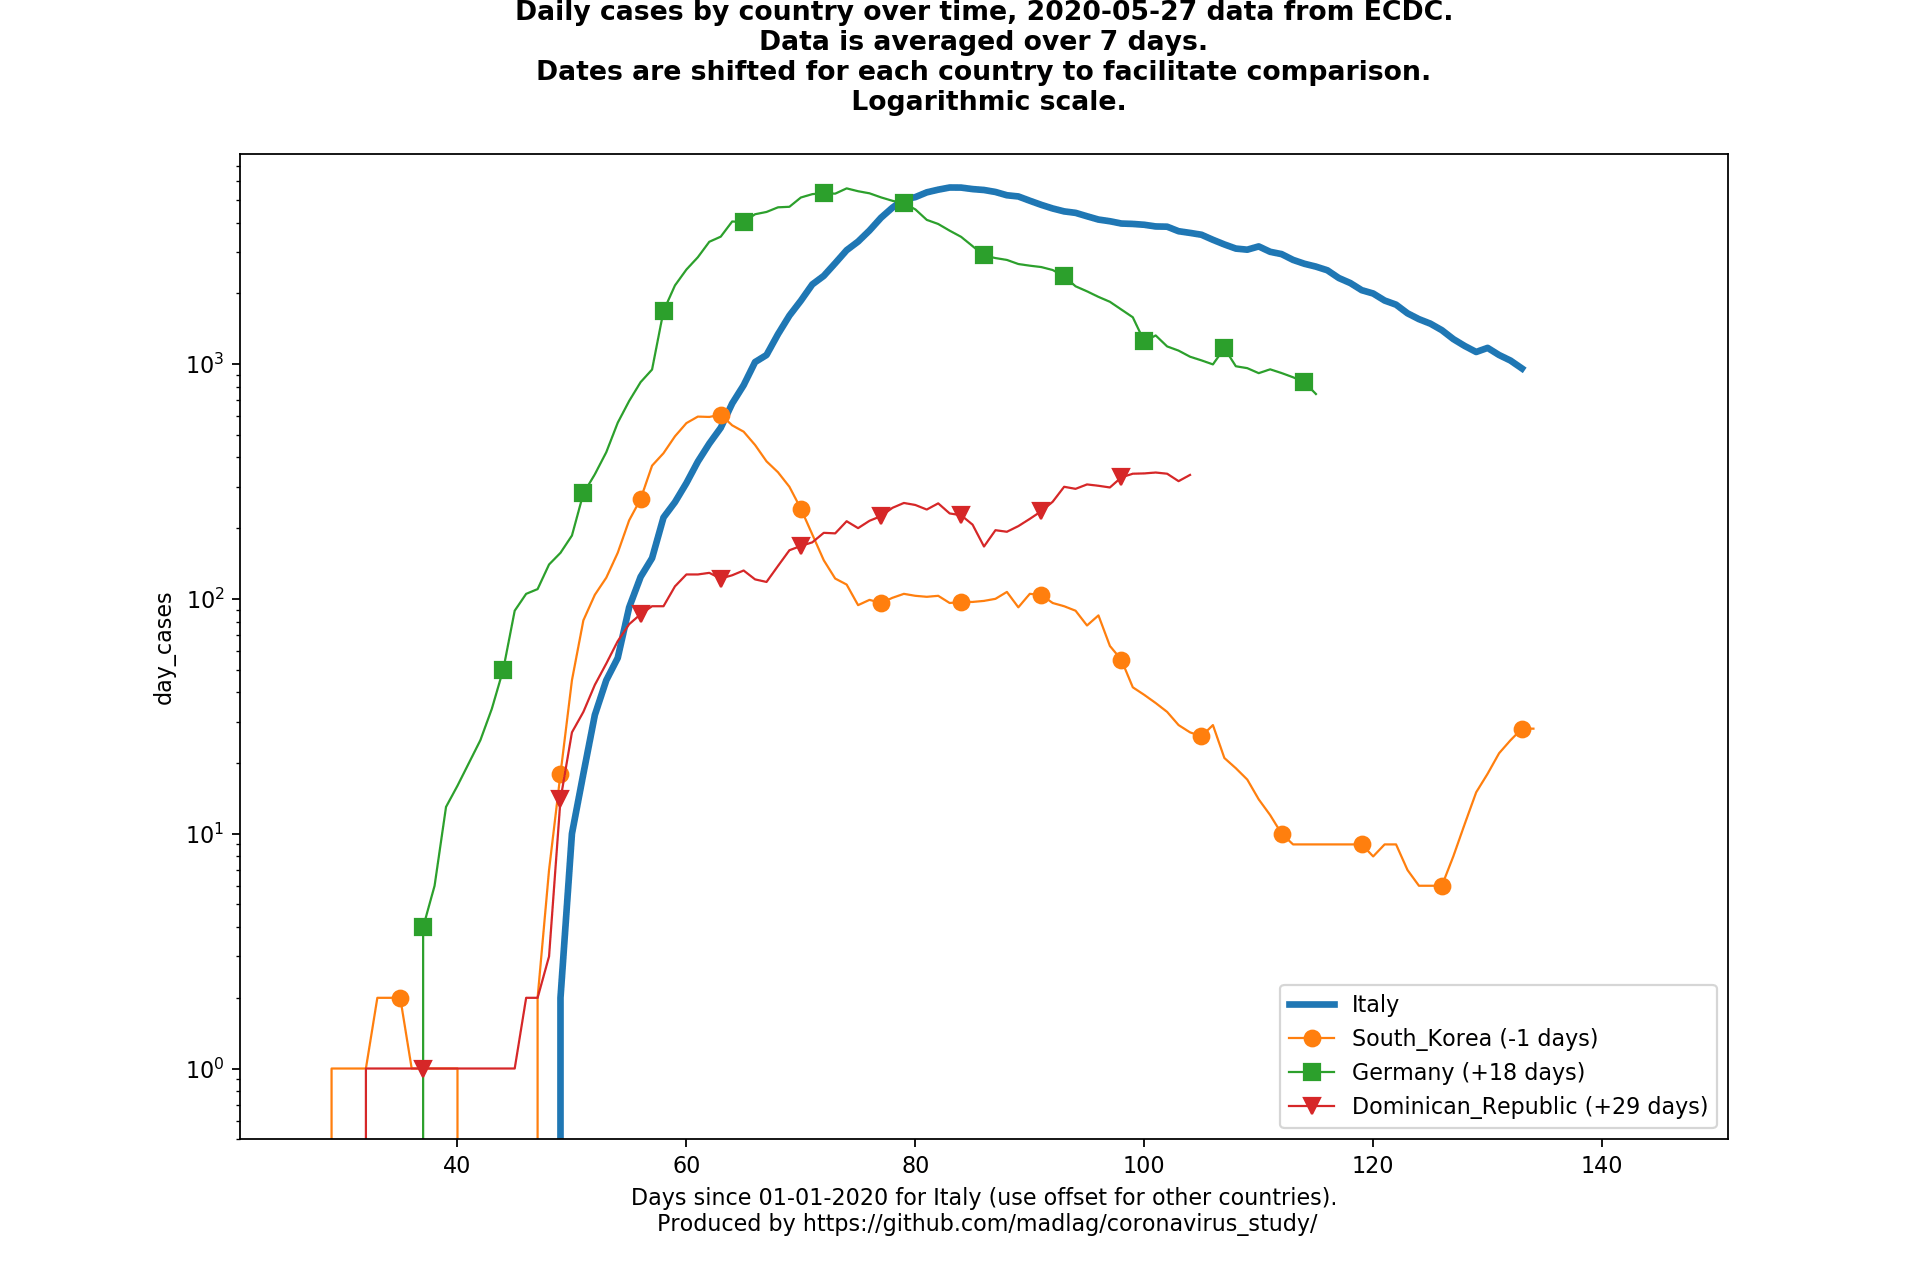 Daily cases by country over time, 2020-05-27 data from ECDC.
Data is averaged over 7 days.
Dates are shifted for each country to facilitate comparison.
Logarithmic scale.
10³
10²
10¹
10⁰
day_cases
40 60 80 100 120 140
Days since 01-01-2020 for Italy (use offset for other countries).
Produced by https://github.com/madlag/coronavirus_study/
Italy
South_Korea (-1 days)
Germany (+18 days)
Dominican_Republic (+29 days)